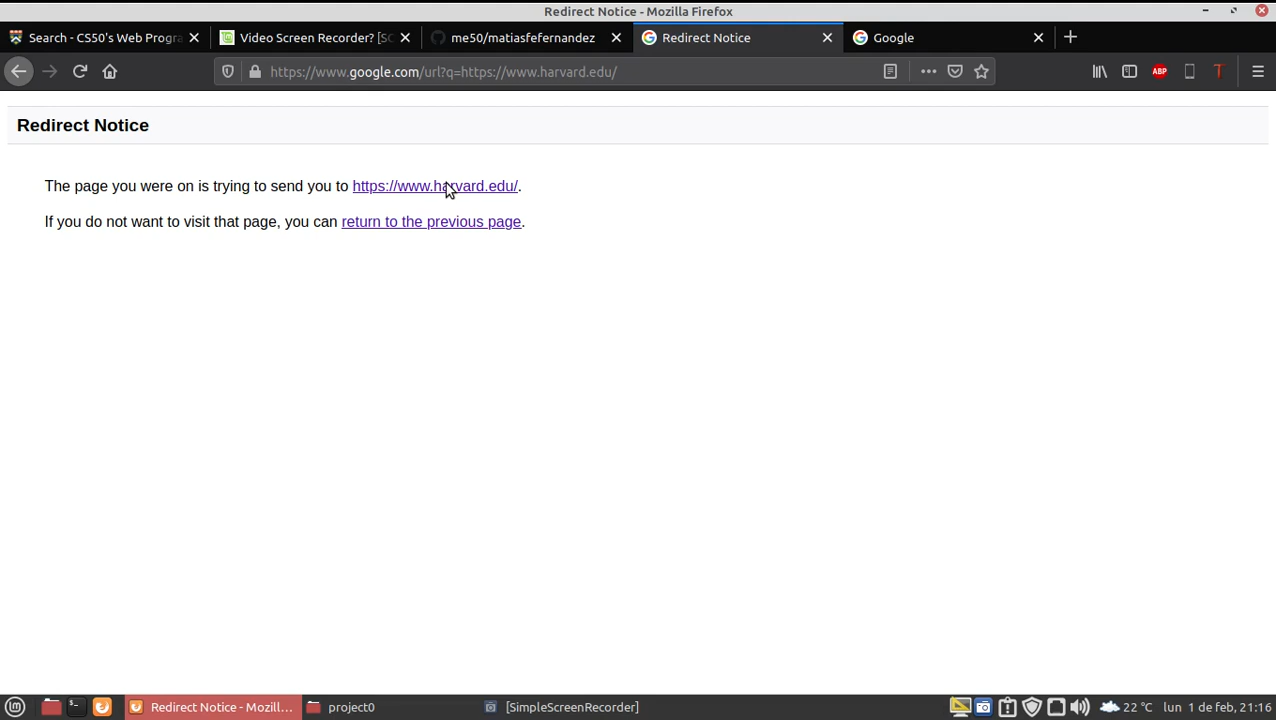 Redirect Notice - Mozilla Firefox
Search - CS50's Web Progra
Video Screen Recorder? [SO
me50/matiasfefernandez
Redirect Notice
Google
https://www.google.com/url?q=https://www.harvard.edu/
ABP
Redirect Notice
The page you were on is trying to send you to https://www.harvard.edu/.
If you do not want to visit that page, you can return to the previous page.
Redirect Notice - Mozill...
project0
[SimpleScreenRecorder]
22 °C
lun 1 de feb, 21:16